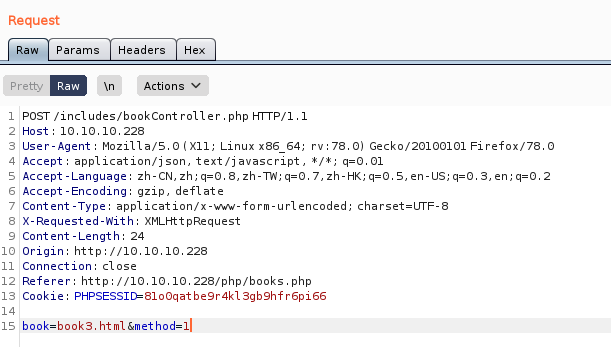 Request
Raw Params Headers Hex
Pretty Raw \n Actions
1 POST /includes/bookController.php HTTP/1.1
2 Host: 10.10.10.228
3 User-Agent: Mozilla/5.0 (X11; Linux x86_64; rv:78.0) Gecko/20100101 Firefox/78.0
4 Accept: application/json, text/javascript, */*; q=0.01
5 Accept-Language: zh-CN,zh;q=0.8,zh-TW;q=0.7,zh-HK;q=0.5,en-US;q=0.3,en;q=0.2
6 Accept-Encoding: gzip, deflate
7 Content-Type: application/x-www-form-urlencoded; charset=UTF-8
8 X-Requested-With: XMLHttpRequest
9 Content-Length: 24
10 Origin: http://10.10.10.228
11 Connection: close
12 Referer: http://10.10.10.228/php/books.php
13 Cookie: PHPSESSID=81o0qatbe9r4kl3gb9hfr6pi66
14
15 book=book3.html&method=1